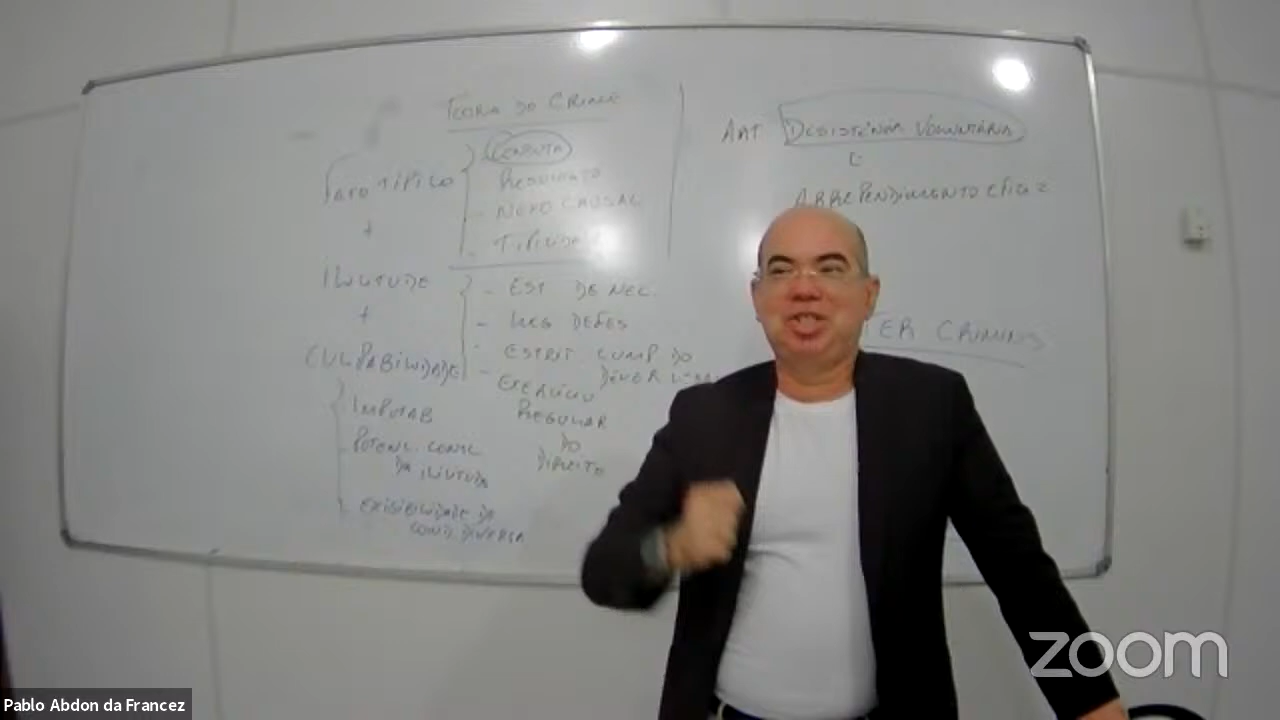 TEORIA DO CRIME
FATO TÍPICO
CONDUTA
RESULTADO
- NEXO CAUSAL
- TIPICIDADE
+
ILICITUDE
- EST DE NEC.
- LEG DEFES
- ESTRIT CUMP DO
DEVER
- EXERCÍCIO
REGULAR
DO
DIREITO
+
CULPABILIDADE
IMPUTAB
POTENC. CONSC
DA ILICITUDE
EXIGIBILIDADE DE
COND. DIVERSA
ART DESISTÊNCIA VOLUNTÁRIA
E
ARREPENDIMENTO EFICAZ
TER CRIMINIS
zoom
Pablo Abdon da Francez